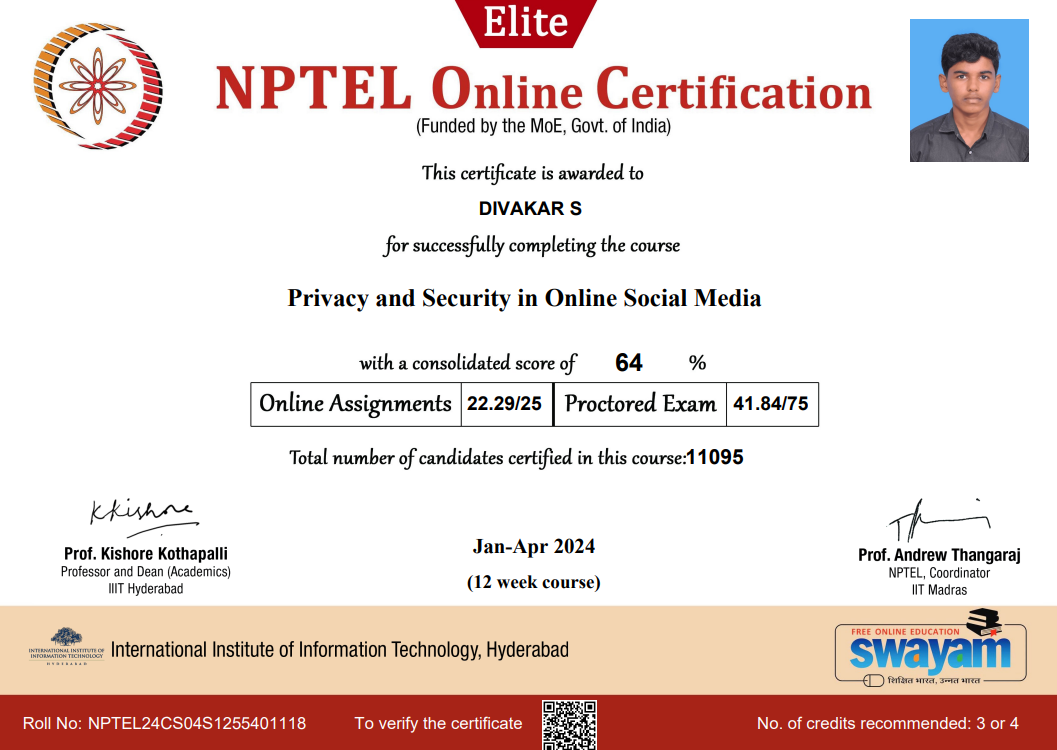 Elite
NPTEL Online Certification
(Funded by the MoE, Govt. of India)
This certificate is awarded to
DIVAKAR S
for successfully completing the course
Privacy and Security in Online Social Media
with a consolidated score of 64 %
Online Assignments 22.29/25 Proctored Exam 41.84/75
Total number of candidates certified in this course:11095
KKishore
Prof. Kishore Kothapalli
Professor and Dean (Academics)
IIIT Hyderabad
Jan-Apr 2024
(12 week course)
Prof. Andrew Thangaraj
NPTEL, Coordinator
IIT Madras
INTERNATIONAL INSTITUTE OF
INFORMATION TECHNOLOGY
HYDERABAD
International Institute of Information Technology, Hyderabad
FREE ONLINE EDUCATION
swayam
शिक्षित भारत, उन्नत भारत
Roll No: NPTEL24CS04S1255401118 To verify the certificate No. of credits recommended: 3 or 4